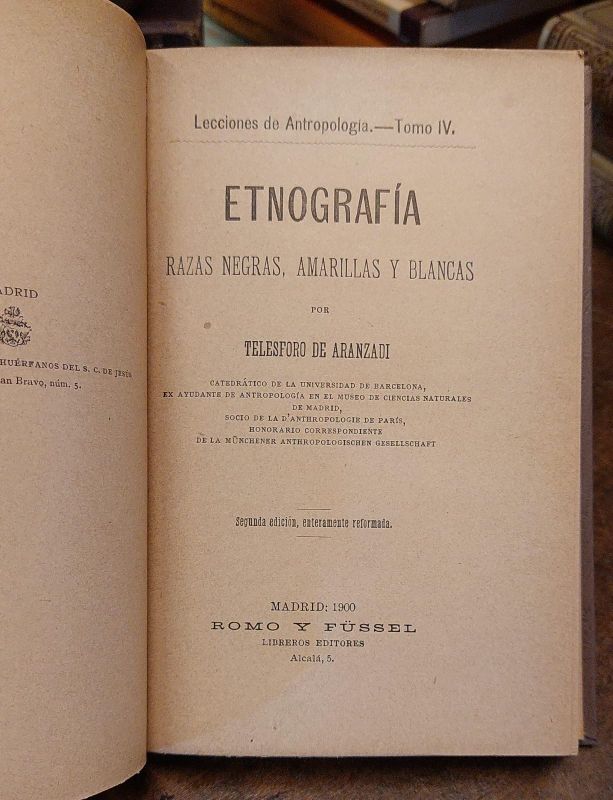 ADRID
HUÉRFANOS DEL S. C. DE JESÚS
an Bravo, núm. 5.
Lecciones de Antropología.—Tomo IV.
ETNOGRAFÍA
RAZAS NEGRAS, AMARILLAS Y BLANCAS
POR
TELESFORO DE ARANZADI
CATEDRÁTICO DE LA UNIVERSIDAD DE BARCELONA,
EX AYUDANTE DE ANTROPOLOGÍA EN EL MUSEO DE CIENCIAS NATURALES
DE MADRID,
SOCIO DE LA D'ANTHROPOLOGIE DE PARÍS,
HONORARIO CORRESPONDIENTE
DE LA MÜNCHENER ANTHROPOLOGISCHEN GESELLSCHAFT
Segunda edición, enteramente reformada.
MADRID: 1900
ROMO Y FÜSSEL
LIBREROS EDITORES
Alcalá, 5.